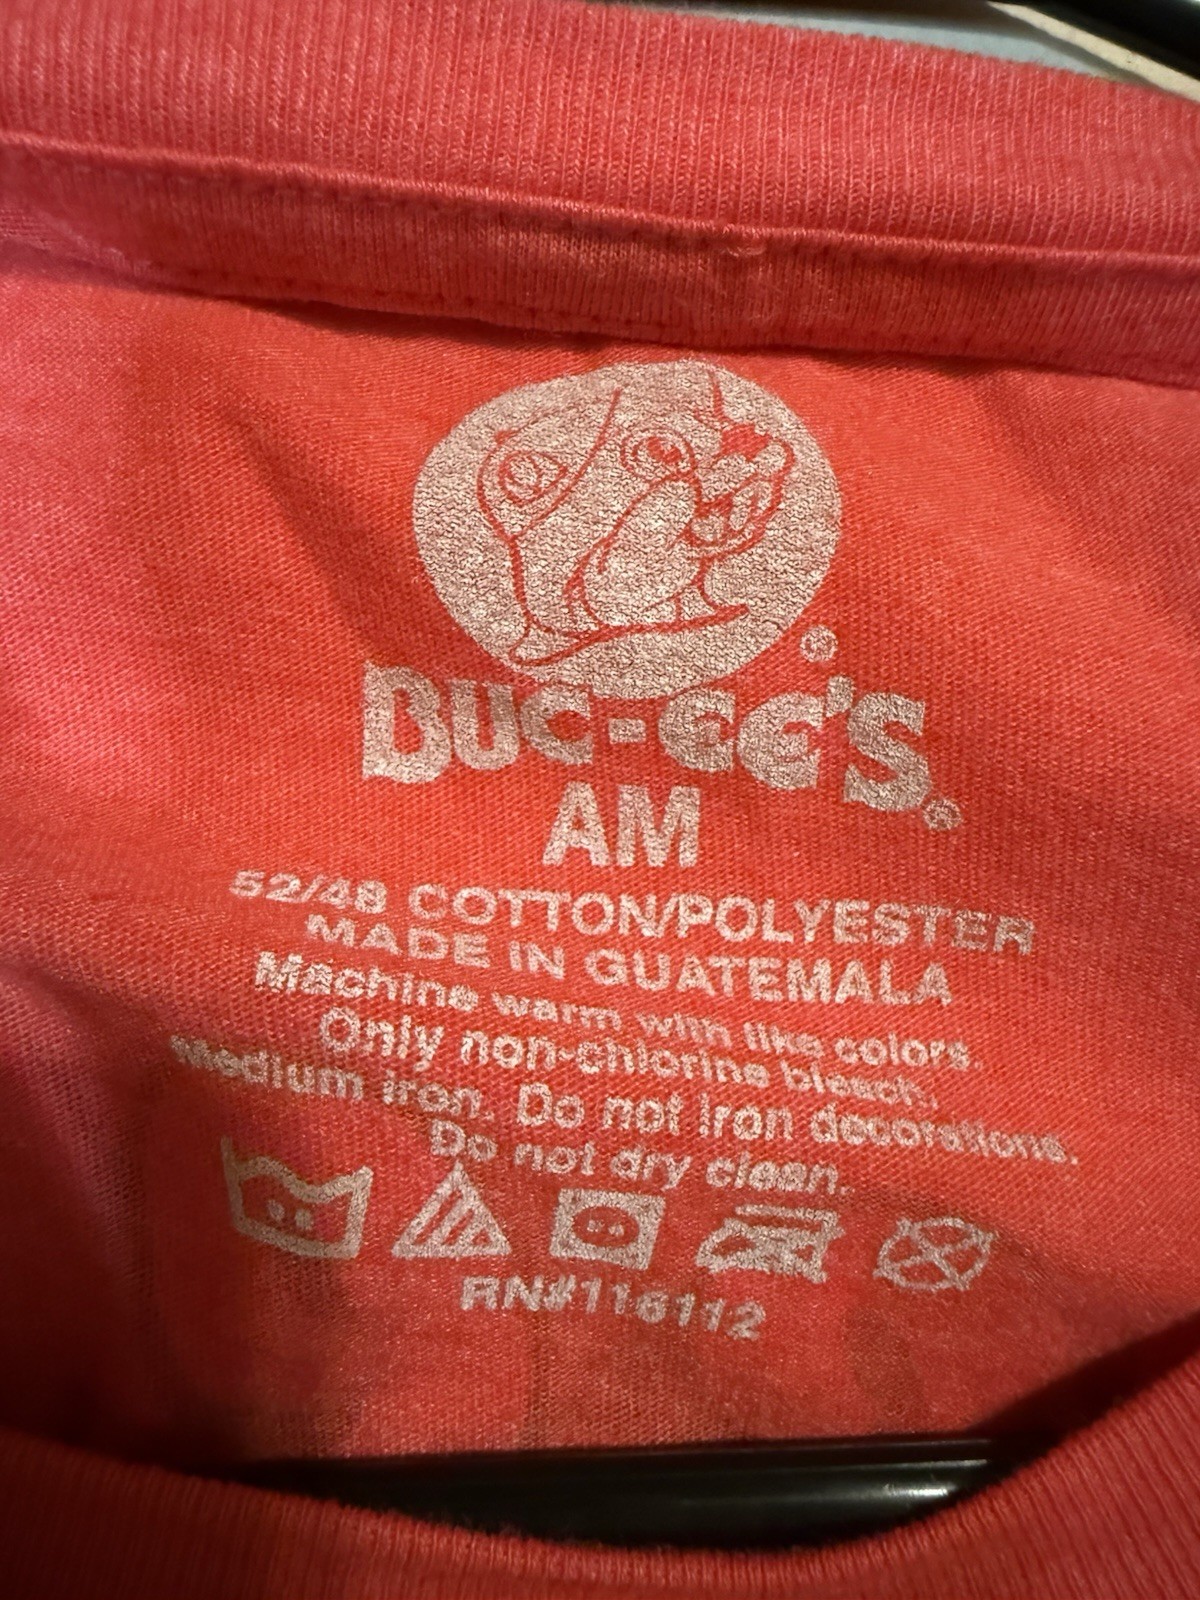 BUC-EE'S®
AM
52/48 COTTON/POLYESTER
MADE IN GUATEMALA
Machine warm with like colors.
Only non-chlorine bleach.
Medium iron. Do not iron decorations.
Do not dry clean.
RN#116112